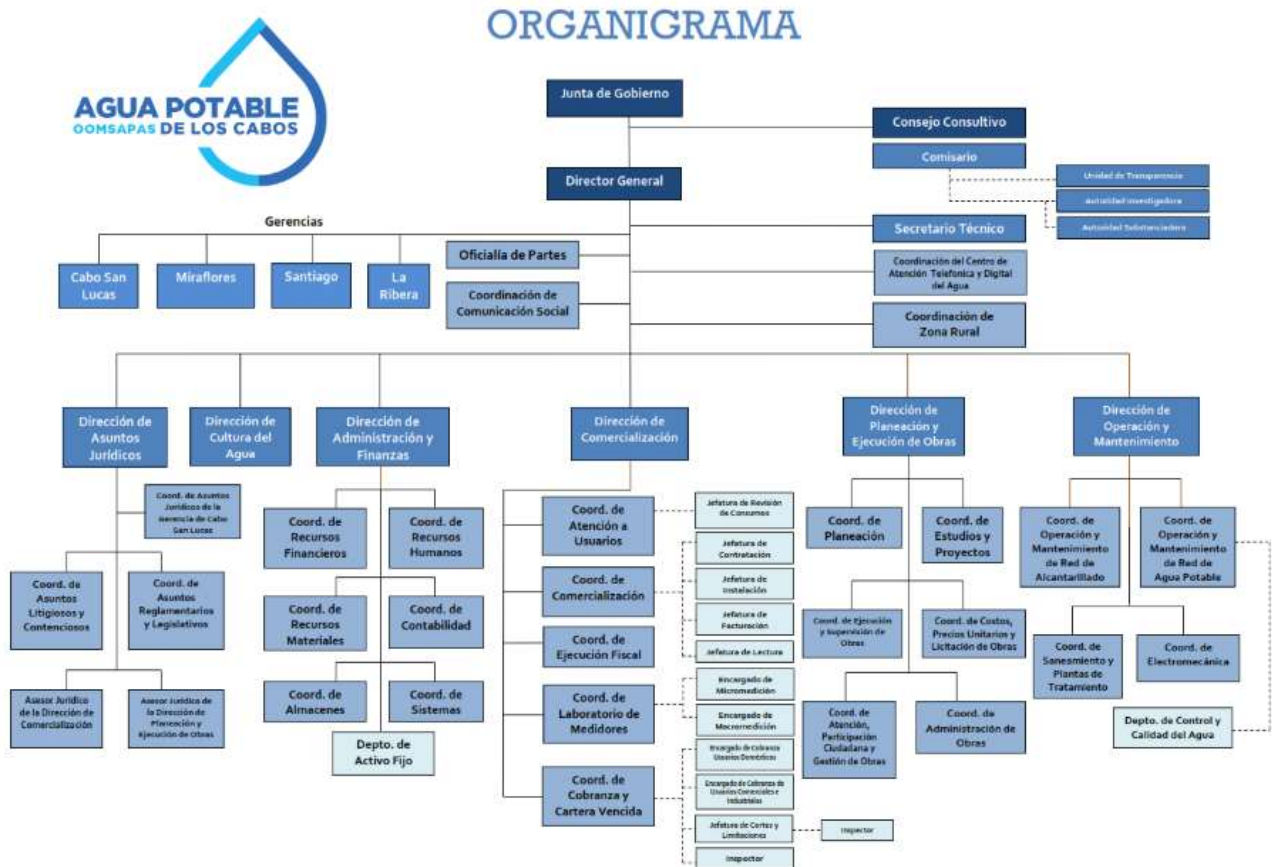 ORGANIGRAMA
AGUA POTABLE
OOMSAPAS DE LOS CABOS
Junta de Gobierno
Consejo Consultivo
Comisario
Unidad de Transparencia
Autoridad Investigadora
Autoridad Substanciadora
Director General
Gerencias
Cabo San
Lucas
Miraflores
Santiago
La
Ribera
Oficialía de Partes
Coordinación de
Comunicación Social
Secretario Técnico
Coordinación del Centro de
Atención Telefonica y Digital
del Agua
Coordinación de
Zona Rural
Dirección de
Asuntos
Jurídicos
Dirección de
Cultura del
Agua
Dirección de
Administración y
Finanzas
Dirección de
Comercialización
Dirección de
Planeación y
Ejecución de Obras
Dirección de
Operación y
Mantenimiento
Coord. de Asuntos
Jurídicos de la
Gerencia de Cabo
San Lucas
Coord. de
Asuntos
Litigiosos y
Contenciosos
Coord. de
Asuntos
Reglamentarios
y Legislativos
Asesor Jurídico
de la Dirección de
Comercialización
Asesor Jurídico de
la Dirección de
Planeación y
Ejecución de Obras
Coord. de
Recursos
Financieros
Coord. de
Recursos
Humanos
Coord. de
Recursos
Materiales
Coord. de
Contabilidad
Coord. de
Almacenes
Coord. de
Sistemas
Depto. de
Activo Fijo
Coord. de
Atención a
Usuarios
Jefatura de Revisión
de Consumos
Coord. de
Comercialización
Jefatura de
Contratación
Jefatura de
Instalación
Jefatura de
Facturación
Jefatura de Lectura
Coord. de
Ejecución Fiscal
Coord. de
Laboratorio de
Medidores
Encargado de
Micromedición
Encargado de
Macromedición
Coord. de
Cobranza y
Cartera Vencida
Encargado de Cobranza
Usuarios Domésticos
Encargado de Cobranza de
Usuarios Comerciales e
Industriales
Jefatura de Cortes y
Limitaciones
Inspector
Inspector
Coord. de
Planeación
Coord. de
Estudios y
Proyectos
Coord. de Ejecución
y Supervisión de
Obras
Coord. de Costos,
Precios Unitarios y
Licitación de Obras
Coord. de
Atención,
Participación
Ciudadana y
Gestión de Obras
Coord. de
Administración de
Obras
Coord. de
Operación y
Mantenimiento
de Red de
Alcantarillado
Coord. de
Operación y
Mantenimiento
de Red de
Agua Potable
Coord. de
Saneamiento y
Plantas de
Tratamiento
Coord. de
Electromecánica
Depto. de Control y
Calidad del Agua